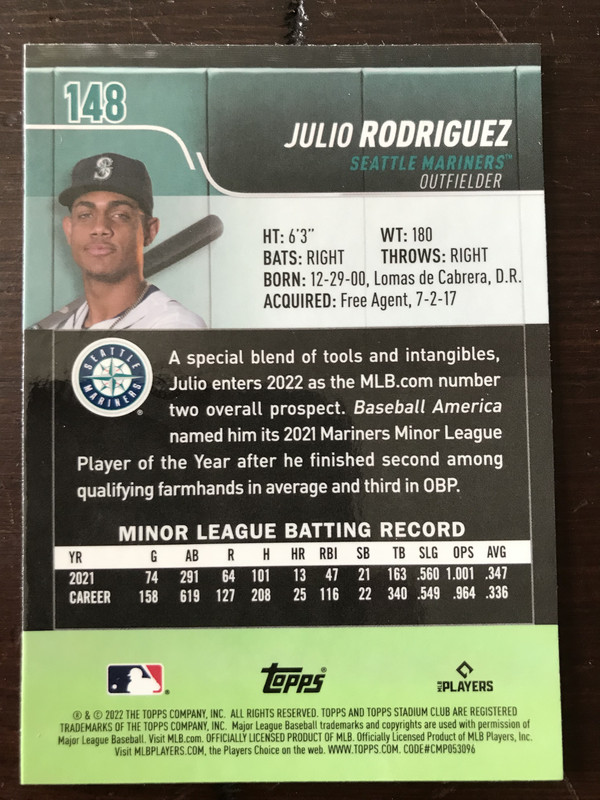 148
JULIO RODRIGUEZ
SEATTLE MARINERS™
OUTFIELDER
S
HT: 6'3" WT: 180
BATS: RIGHT THROWS: RIGHT
BORN: 12-29-00, Lomas de Cabrera, D.R.
ACQUIRED: Free Agent, 7-2-17
SEATTLE MARINERS ®
A special blend of tools and intangibles,
Julio enters 2022 as the MLB.com number
two overall prospect. Baseball America
named him its 2021 Mariners Minor League
Player of the Year after he finished second among
qualifying farmhands in average and third in OBP.
MINOR LEAGUE BATTING RECORD
YR G AB R H HR RBI SB TB SLG OPS AVG
2021 74 291 64 101 13 47 21 163 .560 1.001 .347
CAREER 158 619 127 208 25 116 22 340 .549 .964 .336
® Topps ® MLB PLAYERS
® & © 2022 THE TOPPS COMPANY, INC. ALL RIGHTS RESERVED. TOPPS AND TOPPS STADIUM CLUB ARE REGISTERED
TRADEMARKS OF THE TOPPS COMPANY, INC. Major League Baseball trademarks and copyrights are used with permission of
Major League Baseball. Visit MLB.com. OFFICIALLY LICENSED PRODUCT OF MLB. Officially Licensed Product of MLB Players, Inc.
Visit MLBPLAYERS.COM, the Players Choice on the web. WWW.TOPPS.COM. CODE#CMP053096